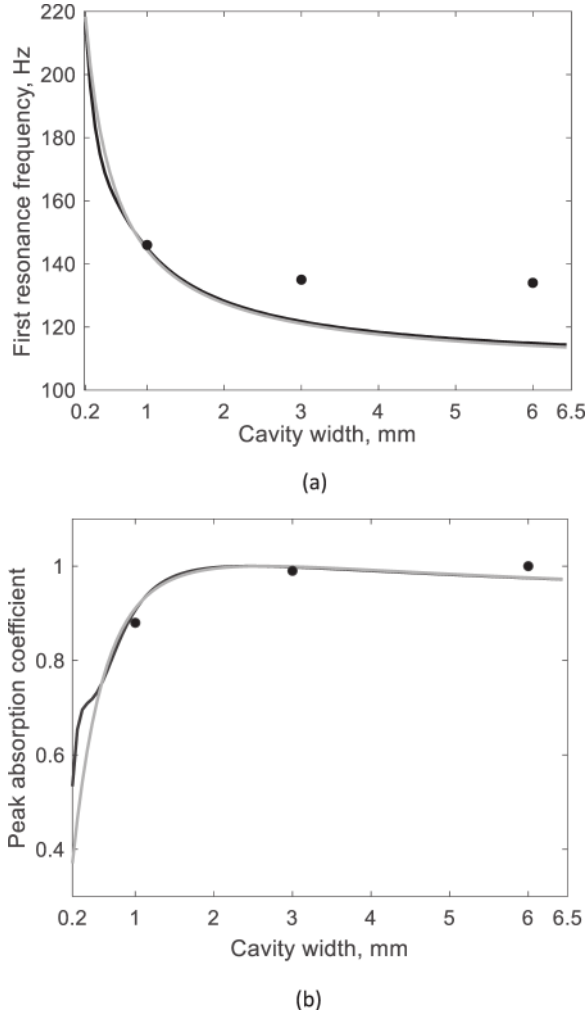 First resonance frequency, Hz
220
200
180
160
140
120
100
0.2 1 2 3 4 5 6 6.5
Cavity width, mm
(a)
Peak absorption coefficient
1
0.8
0.6
0.4
0.2 1 2 3 4 5 6 6.5
Cavity width, mm
(b)